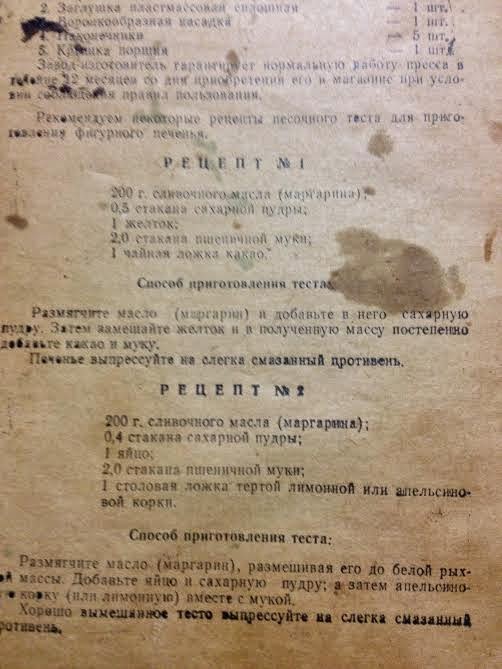 2. Заглушка пластмассовая сплошная — 1 шт.
3. Воронкообразная насадка — 1 шт.
4. Наконечники — 5 шт.
5. Крышка поршня — 1 шт.
Завод-изготовитель гарантирует нормальную работу пресса в
течение 12 месяцев со дня приобретения его в магазине при усло-
вии соблюдения правил пользования.
Рекомендуем некоторые рецепты песочного теста для приго-
товления фигурного печенья.
РЕЦЕПТ №1
200 г. сливочного масла (маргарина);
0,5 стакана сахарной пудры;
1 желток;
2,0 стакана пшеничной муки;
1 чайная ложка какао.
Способ приготовления теста:
Размягчите масло (маргарин) и добавьте в него сахарную
пудру. Затем замешайте желток и в полученную массу постепенно
добавьте какао и муку.
Печенье выпрессуйте на слегка смазанный противень.
РЕЦЕПТ №2
200 г. сливочного масла (маргарина);
0,4 стакана сахарной пудры;
1 яйцо;
2,0 стакана пшеничной муки;
1 столовая ложка тертой лимонной или апельсино-
вой корки.
Способ приготовления теста:
Размягчите масло (маргарин), размешивая его до белой рых-
ой массы. Добавьте яйцо и сахарную пудру; а затем апельсино-
корку (или лимонную) вместе с мукой.
Хорошо вымешанное тесто выпрессуйте на слегка смазанный
противень.